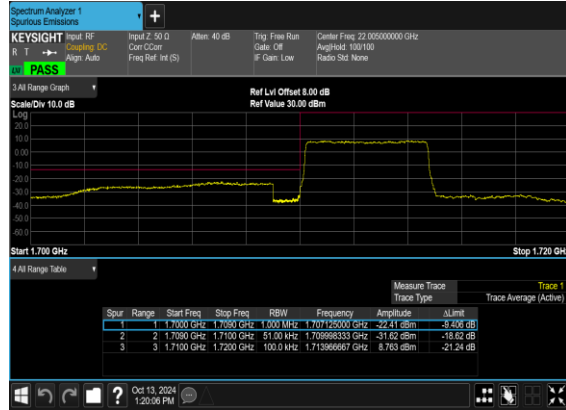 Spectrum Analyzer 1
Spurious Emissions
+
KEYSIGHT Input: RF Input Z: 50 Ω Atten: 40 dB Trig: Free Run Center Freq: 22.005000000 GHz
R T Coupling: DC Corr CCorr Gate: Off Avg|Hold: 100/100
Align: Auto Freq Ref: Int (S) IF Gain: Low Radio Std: None
PASS
3 All Range Graph
Ref Lvl Offset 8.00 dB
Scale/Div 10.0 dB Ref Value 30.00 dBm
Log
20.0
10.0
0.00
-10.0
-20.0
-30.0
-40.0
-50.0
-60.0
Start 1.700 GHz Stop 1.720 GHz
4 All Range Table
Measure Trace Trace 1
Trace Type Trace Average (Active)
Spur Range Start Freq Stop Freq RBW Frequency Amplitude ΔLimit
1 1 1.7000 GHz 1.7090 GHz 1.000 MHz 1.707125000 GHz -22.41 dBm -9.406 dB
2 2 1.7090 GHz 1.7100 GHz 51.00 kHz 1.709998333 GHz -31.62 dBm -18.62 dB
3 3 1.7100 GHz 1.7200 GHz 100.0 kHz 1.713966667 GHz 8.763 dBm -21.24 dB
? Oct 13, 2024
1:20:06 PM